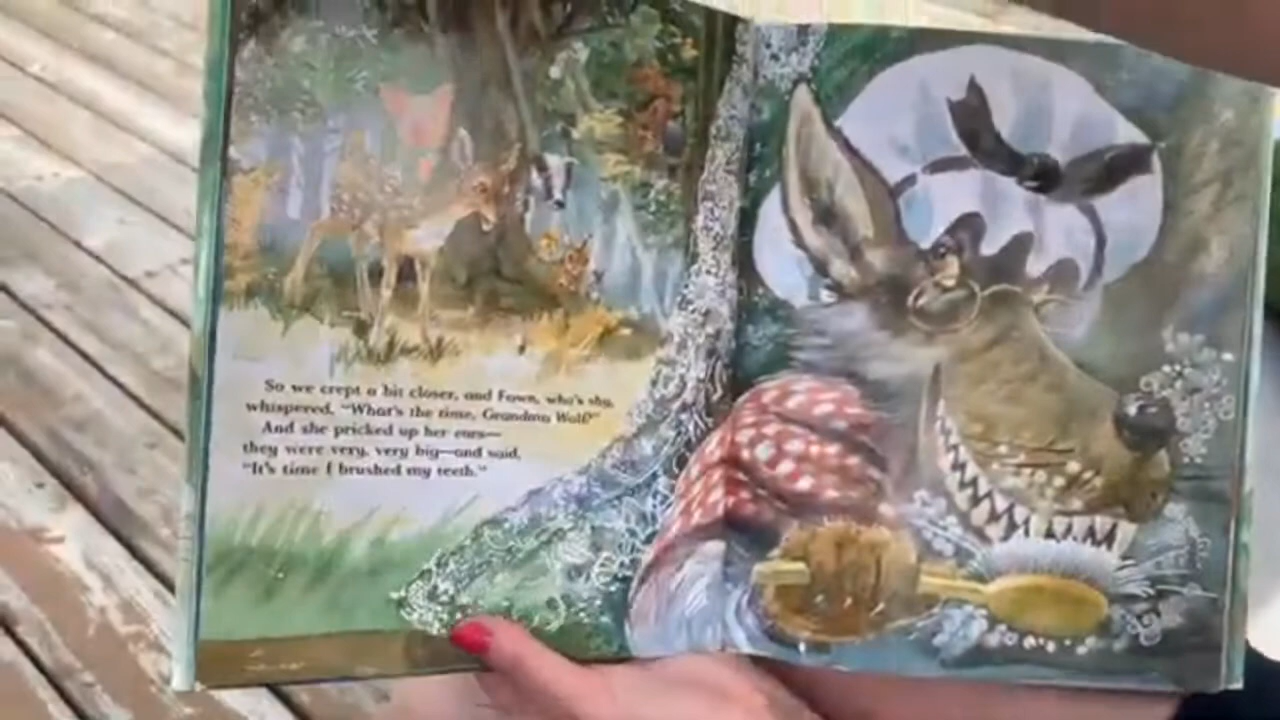 So we crept a bit closer, and Fawn, who's shy,
whispered, "What's the time, Grandma Wolf?"
And she pricked up her ears—
they were very, very big—and said,
"It's time I brushed my teeth."